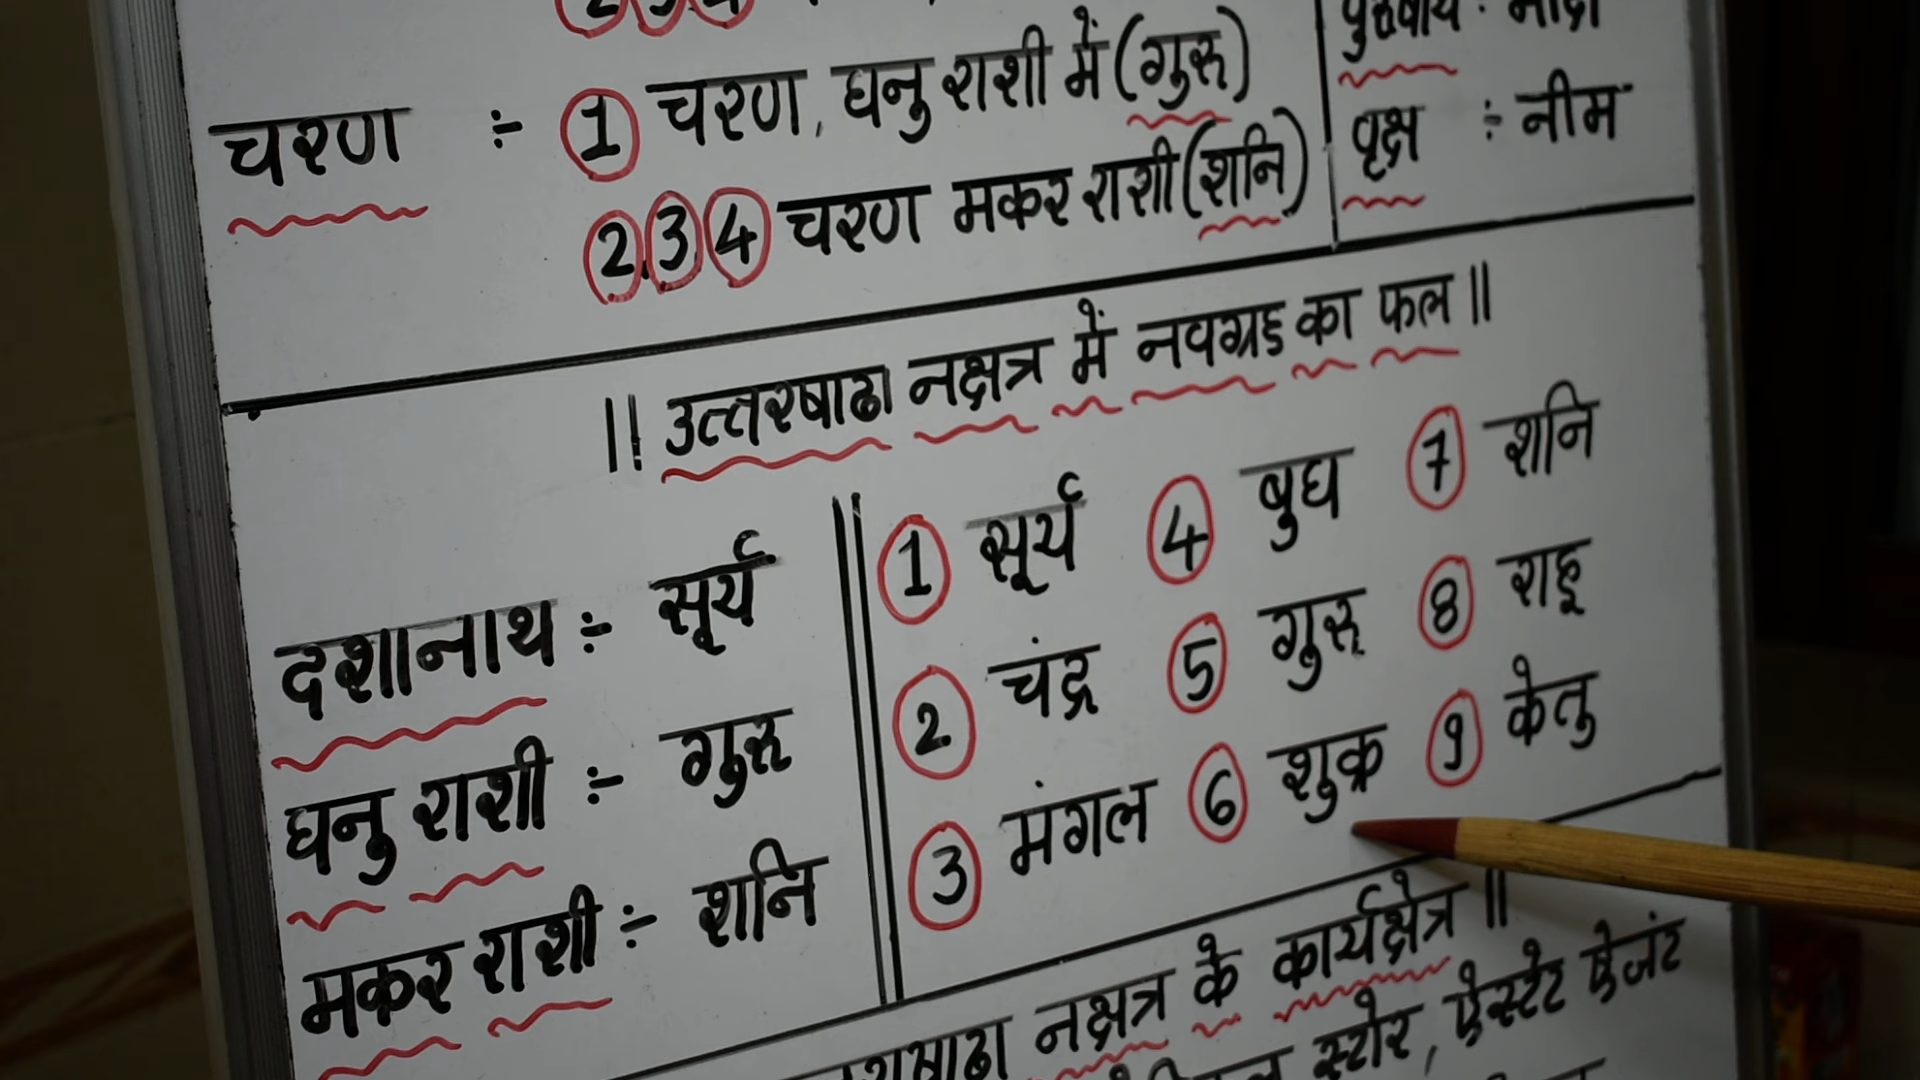 चरण :- 1 चरण, धनु राशी में (गुरु)
2 3 4 चरण मकर राशी (शनि)
वृक्ष : नीम
|| उत्तरषाढा नक्षत्र में नवग्रह का फल ||
दशानाथ :- सूर्य
धनु राशी :- गुरु
मकर राशी :- शनि
1 सूर्य 4 बुध 7 शनि
2 चंद्र 5 गुरु 8 राहू
3 मंगल 6 शुक्र 9 केतु
नक्षत्र के कार्यक्षेत्र ||
स्टोर, ऐस्टेट ऐजंट